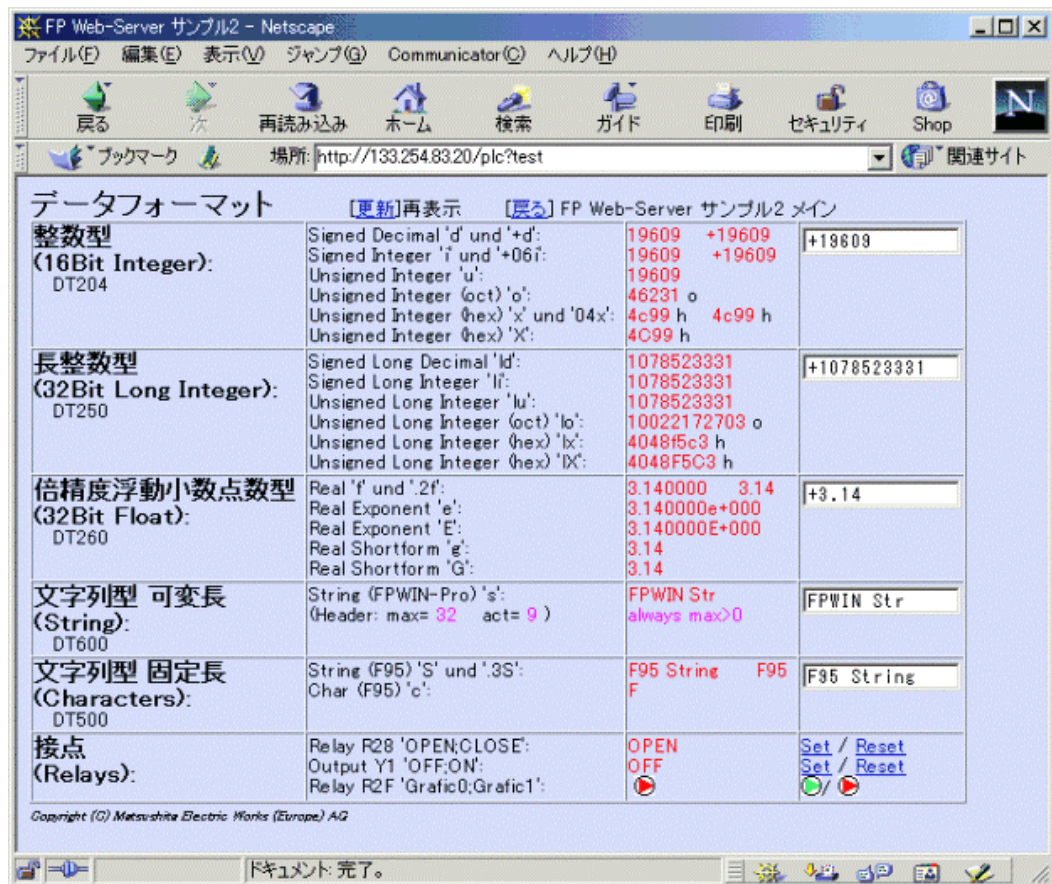 FP Web-Server サンプル2 - Netscape
ファイル(F) 編集(E) 表示(V) ジャンプ(G) Communicator(C) ヘルプ(H)
戻る 次 再読み込み ホーム 検索 ガイド 印刷 セキュリティ Shop N
ブックマーク 場所: http://133.254.83.20/plc?test 関連サイト
データフォーマット [更新]再表示 [戻る] FP Web-Server サンプル2 メイン
整数型
(16Bit Integer):
DT204
Signed Decimal 'd' und '+d': 19609 +19609
Signed Integer 'i' und '+06i': 19609 +19609
Unsigned Integer 'u': 19609
Unsigned Integer (oct) 'o': 46231 o
Unsigned Integer (hex) 'x' und '04x': 4c99 h 4c99 h
Unsigned Integer (hex) 'X': 4C99 h
+19609
長整数型
(32Bit Long Integer):
DT250
Signed Long Decimal 'ld': 1078523331
Signed Long Integer 'li': 1078523331
Unsigned Long Integer 'lu': 1078523331
Unsigned Long Integer (oct) 'lo': 10022172703 o
Unsigned Long Integer (hex) 'lx': 4048f5c3 h
Unsigned Long Integer (hex) 'lX': 4048F5C3 h
+1078523331
倍精度浮動小数点数型
(32Bit Float):
DT260
Real 'f' und '.2f': 3.140000 3.14
Real Exponent 'e': 3.140000e+000
Real Exponent 'E': 3.140000E+000
Real Shortform 'g': 3.14
Real Shortform 'G': 3.14
+3.14
文字列型 可変長
(String):
DT600
String (FPWIN-Pro) 's': FPWIN Str
(Header: max= 32 act= 9 ) always max>0
FPWIN Str
文字列型 固定長
(Characters):
DT500
String (F95) 'S' und '.3S': F95 String F95
Char (F95) 'c': F
F95 String
接点
(Relays):
Relay R28 'OPEN;CLOSE': OPEN Set / Reset
Output Y1 'OFF;ON': OFF Set / Reset
Relay R2F 'Grafic0;Grafic1': /
Copyright (C) Matsushita Electric Works (Europe) AG
ドキュメント: 完了。